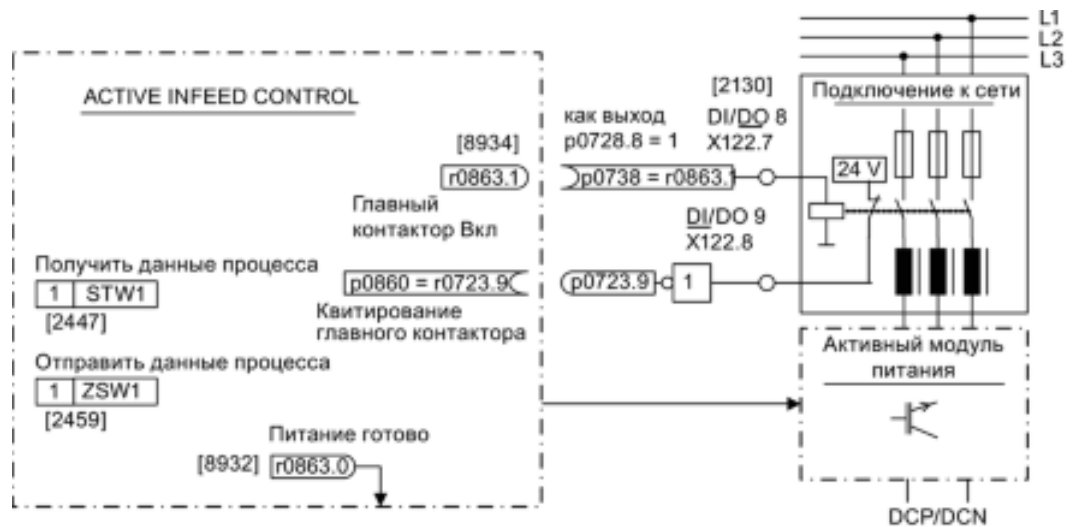 L1
L2
L3
ACTIVE INFEED CONTROL
[2130]
Подключение к сети
как выход
DI/DO 8
p0728.8 = 1
X122.7
[8934]
r0863.1
p0738 = r0863.1
24 V
Главный
контактор Вкл
DI/DO 9
X122.8
Получить данные процесса
1 STW1
p0860 = r0723.9
p0723.9
1
[2447]
Квитирование
главного контактора
Отправить данные процесса
1 ZSW1
[2459]
Активный модуль
питания
Питание готово
[8932]
r0863.0
DCP/DCN